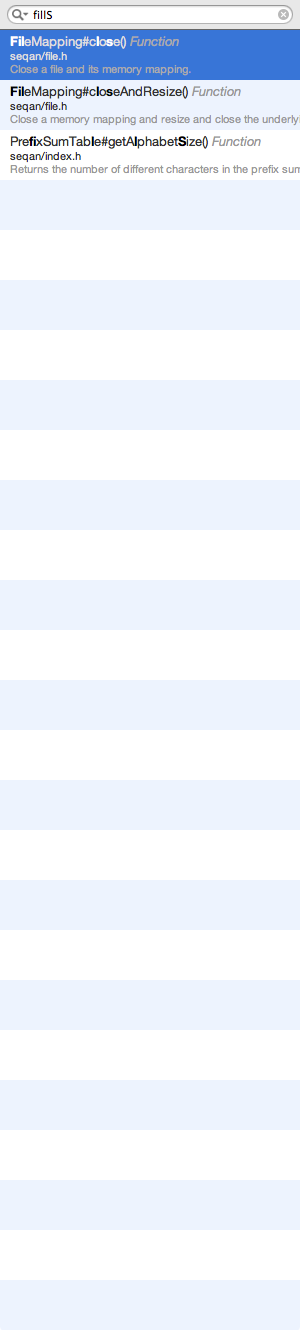 fillS
FileMapping#close() Function
seqan/file.h
Close a file and its memory mapping.
FileMapping#closeAndResize() Function
seqan/file.h
Close a memory mapping and resize and close the underlyi
PrefixSumTable#getAlphabetSize() Function
seqan/index.h
Returns the number of different characters in the prefix sum